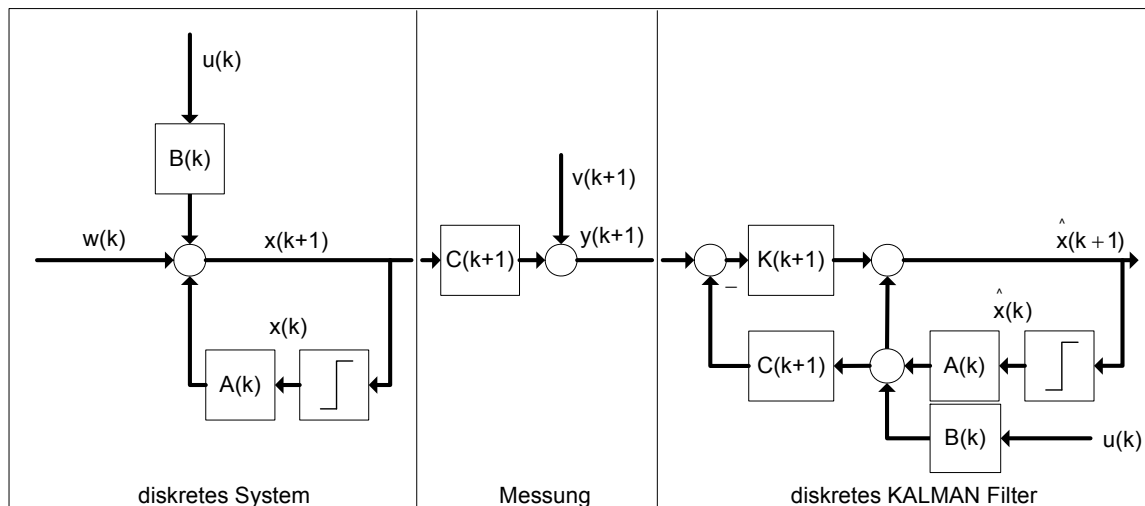 u(k)
B(k)
w(k)
x(k+1)
x(k)
A(k)
diskretes System
v(k+1)
y(k+1)
C(k+1)
Messung
K(k+1)
^
x(k + 1)
–
^
x(k)
C(k+1)
A(k)
B(k)
u(k)
diskretes KALMAN Filter